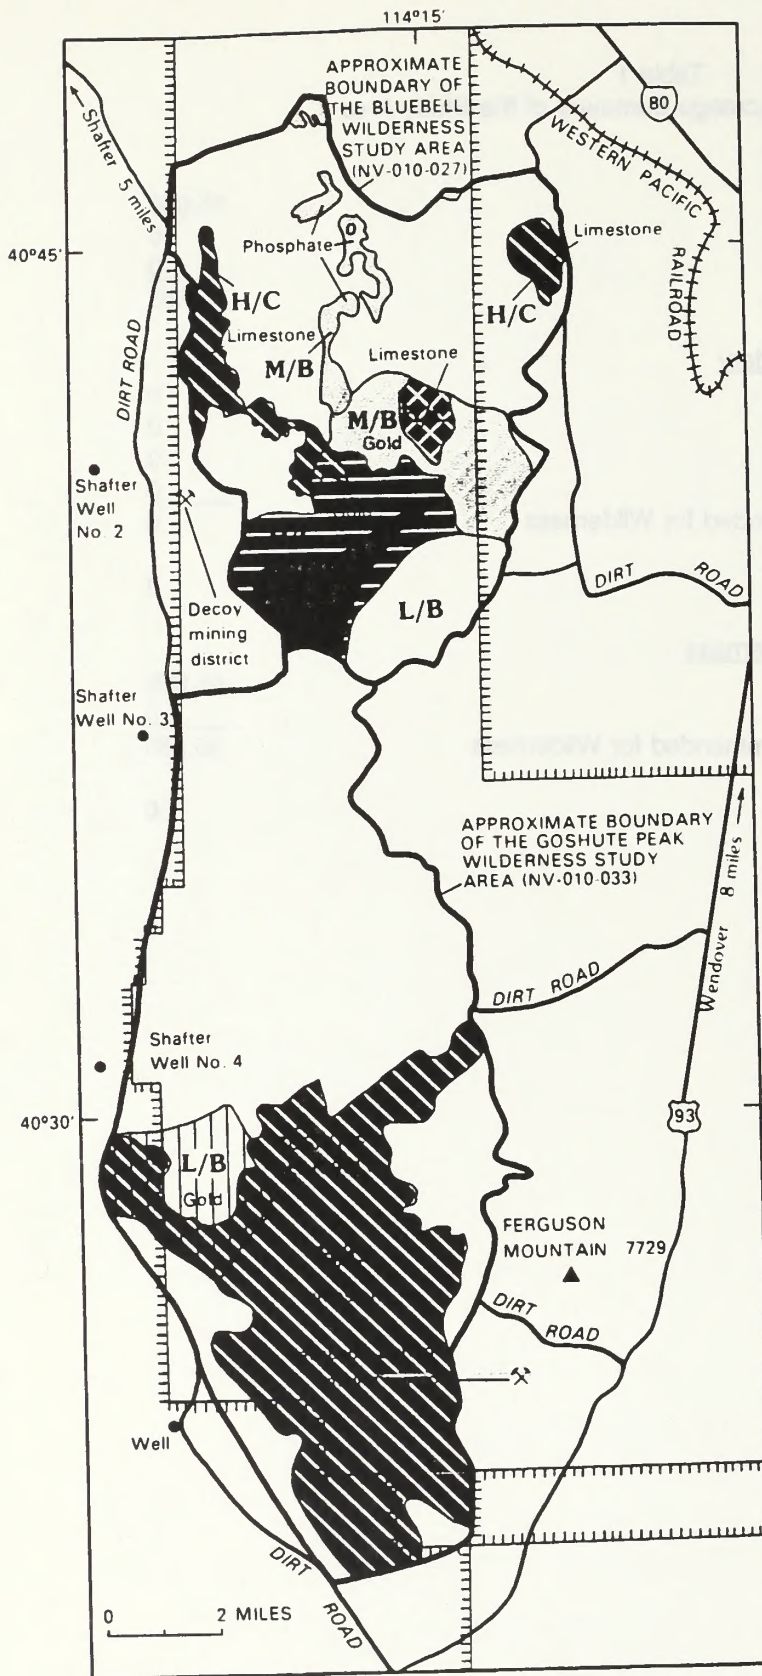 114°15'
APPROXIMATE
BOUNDARY OF
THE BLUEBELL
WILDERNESS
STUDY AREA
(NV-010-027)
80
WESTERN PACIFIC
RAILROAD
Shafter 5 miles
40°45'
Phosphate
Limestone
H/C
H/C
Limestone
M/B
Limestone
DIRT ROAD
M/B
Gold
Shafter
Well
No. 2
DIRT ROAD
L/B
Decoy
mining
district
Shafter
Well No. 3
APPROXIMATE BOUNDARY
OF THE GOSHUTE PEAK
WILDERNESS STUDY
AREA (NV-010-033)
Wendover 8 miles
DIRT ROAD
Shafter
Well No. 4
40°30'
93
L/B
Gold
FERGUSON
MOUNTAIN 7729
DIRT
ROAD
Well
DIRT
ROAD
0 2 MILES